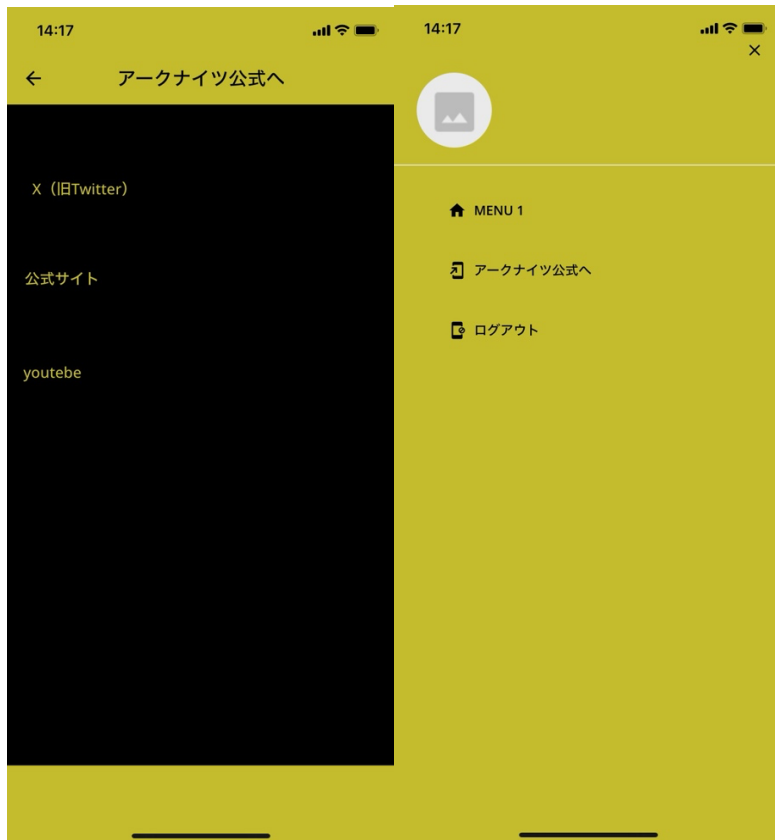 14:17
アークナイツ公式へ
X（旧Twitter）
公式サイト
youtebe
14:17
MENU 1
アークナイツ公式へ
ログアウト